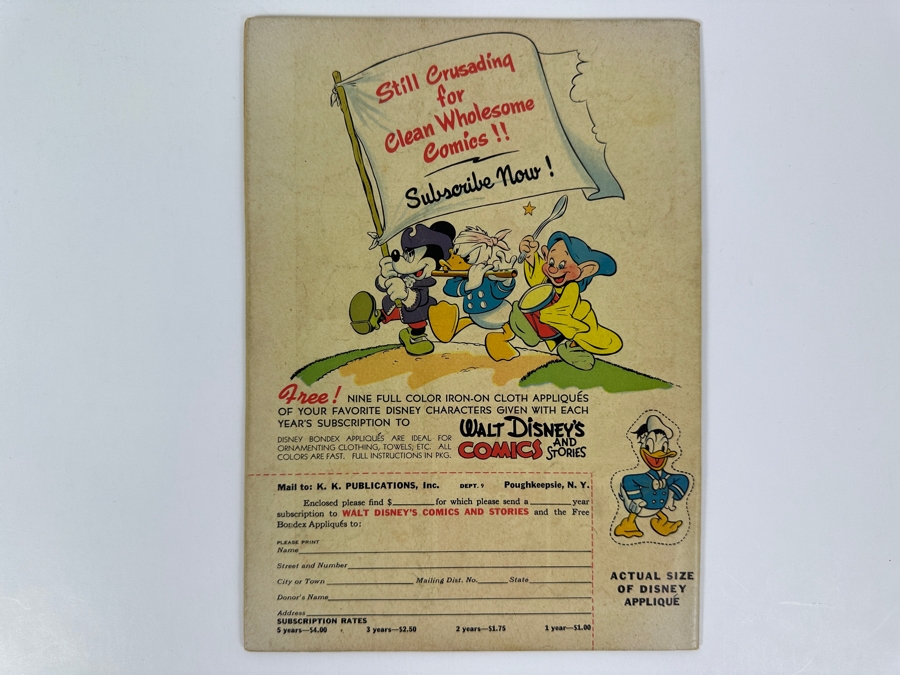 Still Crusading
for
Clean Wholesome
Comics!!
Subscribe Now!
Free! NINE FULL COLOR IRON-ON CLOTH APPLIQUÉS
OF YOUR FAVORITE DISNEY CHARACTERS GIVEN WITH EACH
YEAR'S SUBSCRIPTION TO
WALT DISNEY'S
COMICS AND STORIES
DISNEY BONDEX APPLIQUÉS ARE IDEAL FOR
ORNAMENTING CLOTHING, TOWELS, ETC. ALL
COLORS ARE FAST. FULL INSTRUCTIONS IN PKG.
Mail to: K. K. PUBLICATIONS, Inc. DEPT. 9 Poughkeepsie, N. Y.
Enclosed please find $ for which please send a year
subscription to WALT DISNEY'S COMICS AND STORIES and the Free
Bondex Appliqués to:
PLEASE PRINT
Name
Street and Number
City or Town Mailing Dist. No. State
Donor's Name
Address
SUBSCRIPTION RATES
5 years—$4.00 3 years—$2.50 2 years—$1.75 1 year—$1.00
ACTUAL SIZE
OF DISNEY
APPLIQUÉ